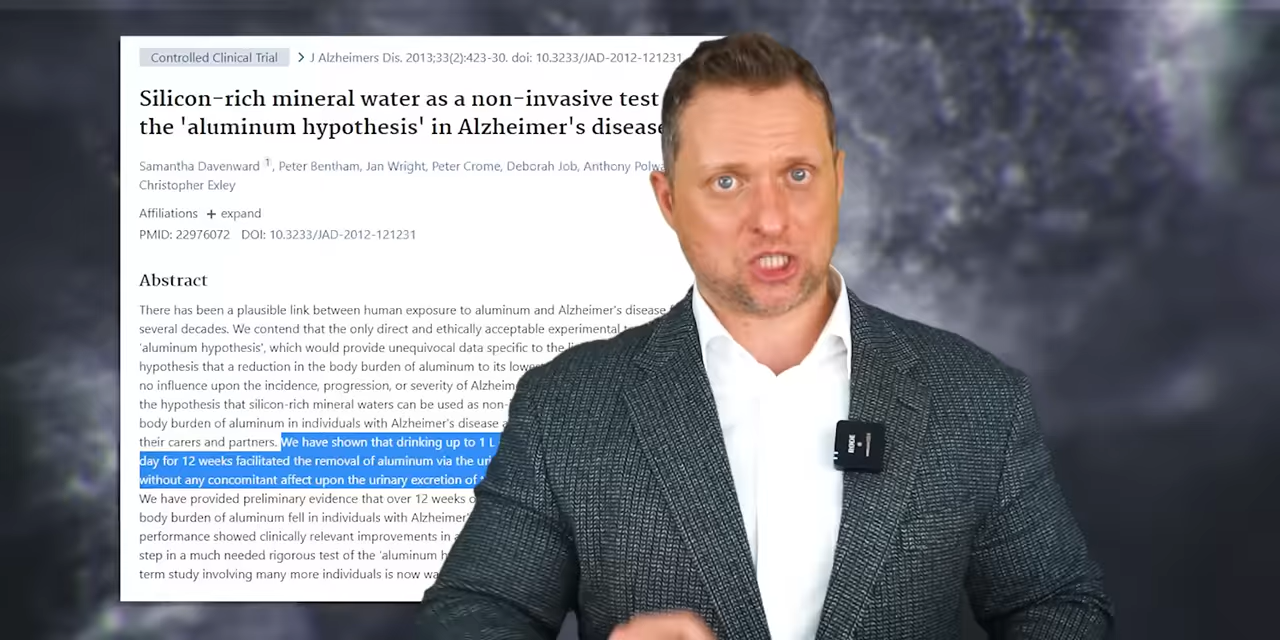 Controlled Clinical Trial > J Alzheimers Dis. 2013;33(2):423-30. doi: 10.3233/JAD-2012-121231.
Silicon-rich mineral water as a non-invasive test
the 'aluminum hypothesis' in Alzheimer's disease
Samantha Davenward 1, Peter Bentham, Jan Wright, Peter Crome, Deborah Job, Anthony
Christopher Exley
Affiliations + expand
PMID: 22976072 DOI: 10.3233/JAD-2012-121231
Abstract
There has been a plausible link between human exposure to aluminum and Alzheimer's disease
several decades. We contend that the only direct and ethically acceptable experimental
'aluminum hypothesis', which would provide unequivocal data specific to the
hypothesis that a reduction in the body burden of aluminum to its
no influence upon the incidence, progression, or severity of
the hypothesis that silicon-rich mineral waters can be used as
body burden of aluminum in individuals with Alzheimer's disease
their carers and partners. We have shown that drinking up to 1 L
day for 12 weeks facilitated the removal of aluminum via the
without any concomitant affect upon the urinary excretion of
We have provided preliminary evidence that over 12 weeks
body burden of aluminum fell in individuals with
performance showed clinically relevant improvements in
step in a much needed rigorous test of the 'aluminum
term study involving many more individuals is now
RODE